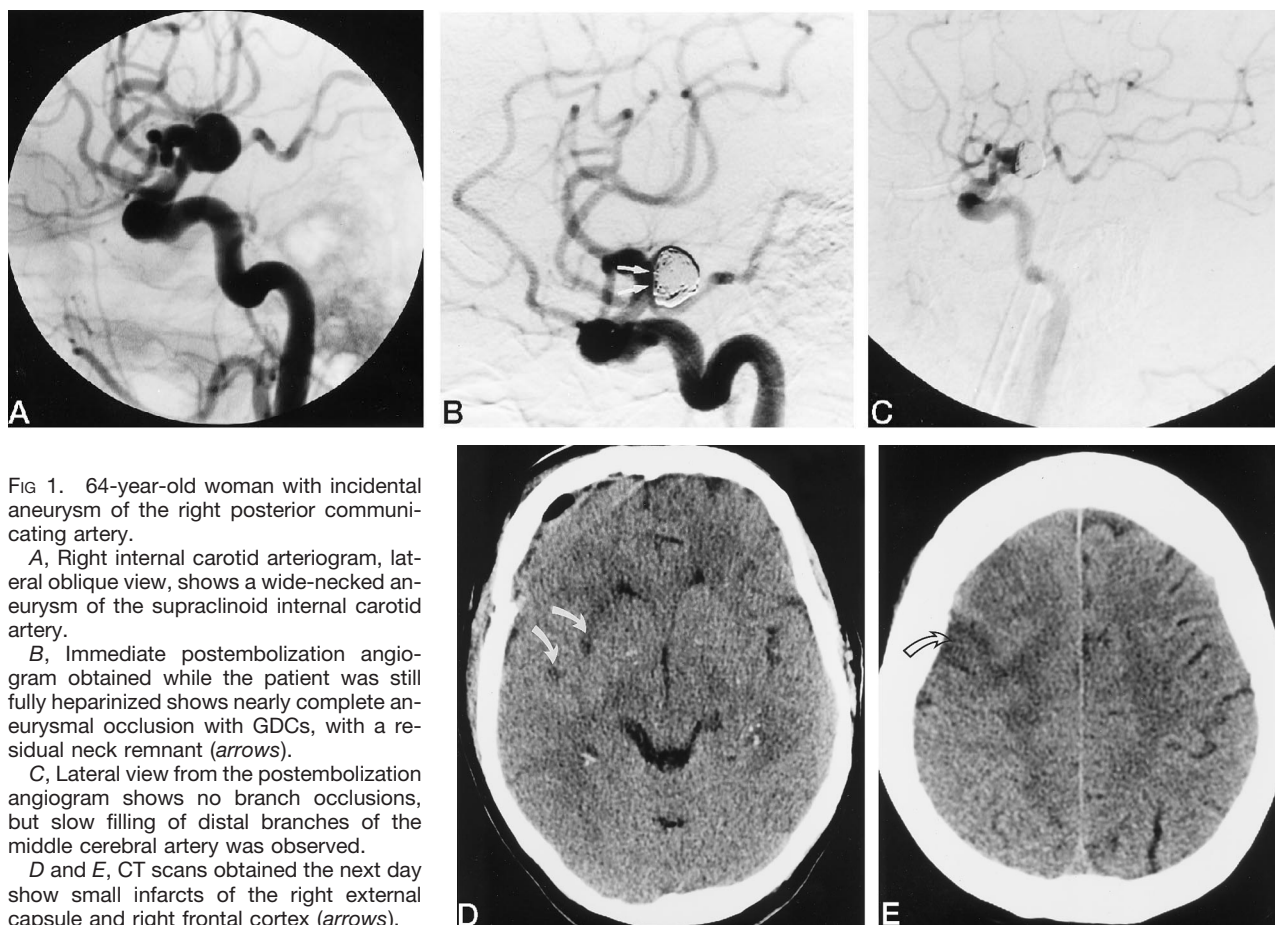 A
B
C
FIG 1. 64-year-old woman with incidental
aneurysm of the right posterior communi-
cating artery.
A, Right internal carotid arteriogram, lat-
eral oblique view, shows a wide-necked an-
eurysm of the supraclinoid internal carotid
artery.
B, Immediate postembolization angio-
gram obtained while the patient was still
fully heparinized shows nearly complete an-
eurysmal occlusion with GDCs, with a re-
sidual neck remnant (arrows).
C, Lateral view from the postembolization
angiogram shows no branch occlusions,
but slow filling of distal branches of the
middle cerebral artery was observed.
D and E, CT scans obtained the next day
show small infarcts of the right external
capsule and right frontal cortex (arrows).
D
E